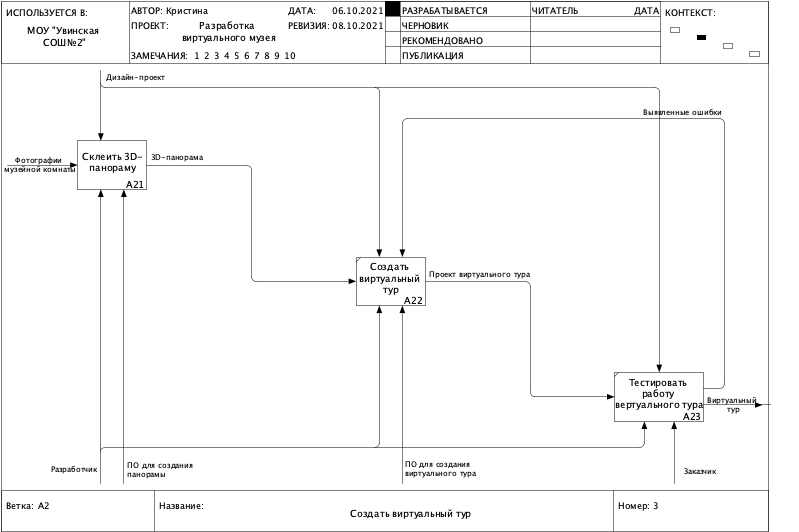 ИСПОЛЬЗУЕТСЯ В:
МОУ "Увинская
СОШ№2"
АВТОР: Кристина
ДАТА: 06.10.2021
ПРОЕКТ: Разработка
виртуального музея
РЕВИЗИЯ: 08.10.2021
ЗАМЕЧАНИЯ: 1 2 3 4 5 6 7 8 9 10
РАЗРАБАТЫВАЕТСЯ
ЧЕРНОВИК
РЕКОМЕНДОВАНО
ПУБЛИКАЦИЯ
ЧИТАТЕЛЬ
ДАТА
КОНТЕКСТ:
Дизайн-проект
Выявленные ошибки
Фотографии
музейной комнаты
Склеить 3D-
панораму
A21
3D-панорама
Создать
виртуальный
тур
A22
Проект виртуального тура
Тестировать
работу
вертуального тура
A23
Виртуальный
тур
Разработчик
ПО для создания
панорамы
ПО для создания
виртуального тура
Заказчик
Ветка: A2
Название:
Создать виртуальный тур
Номер: 3